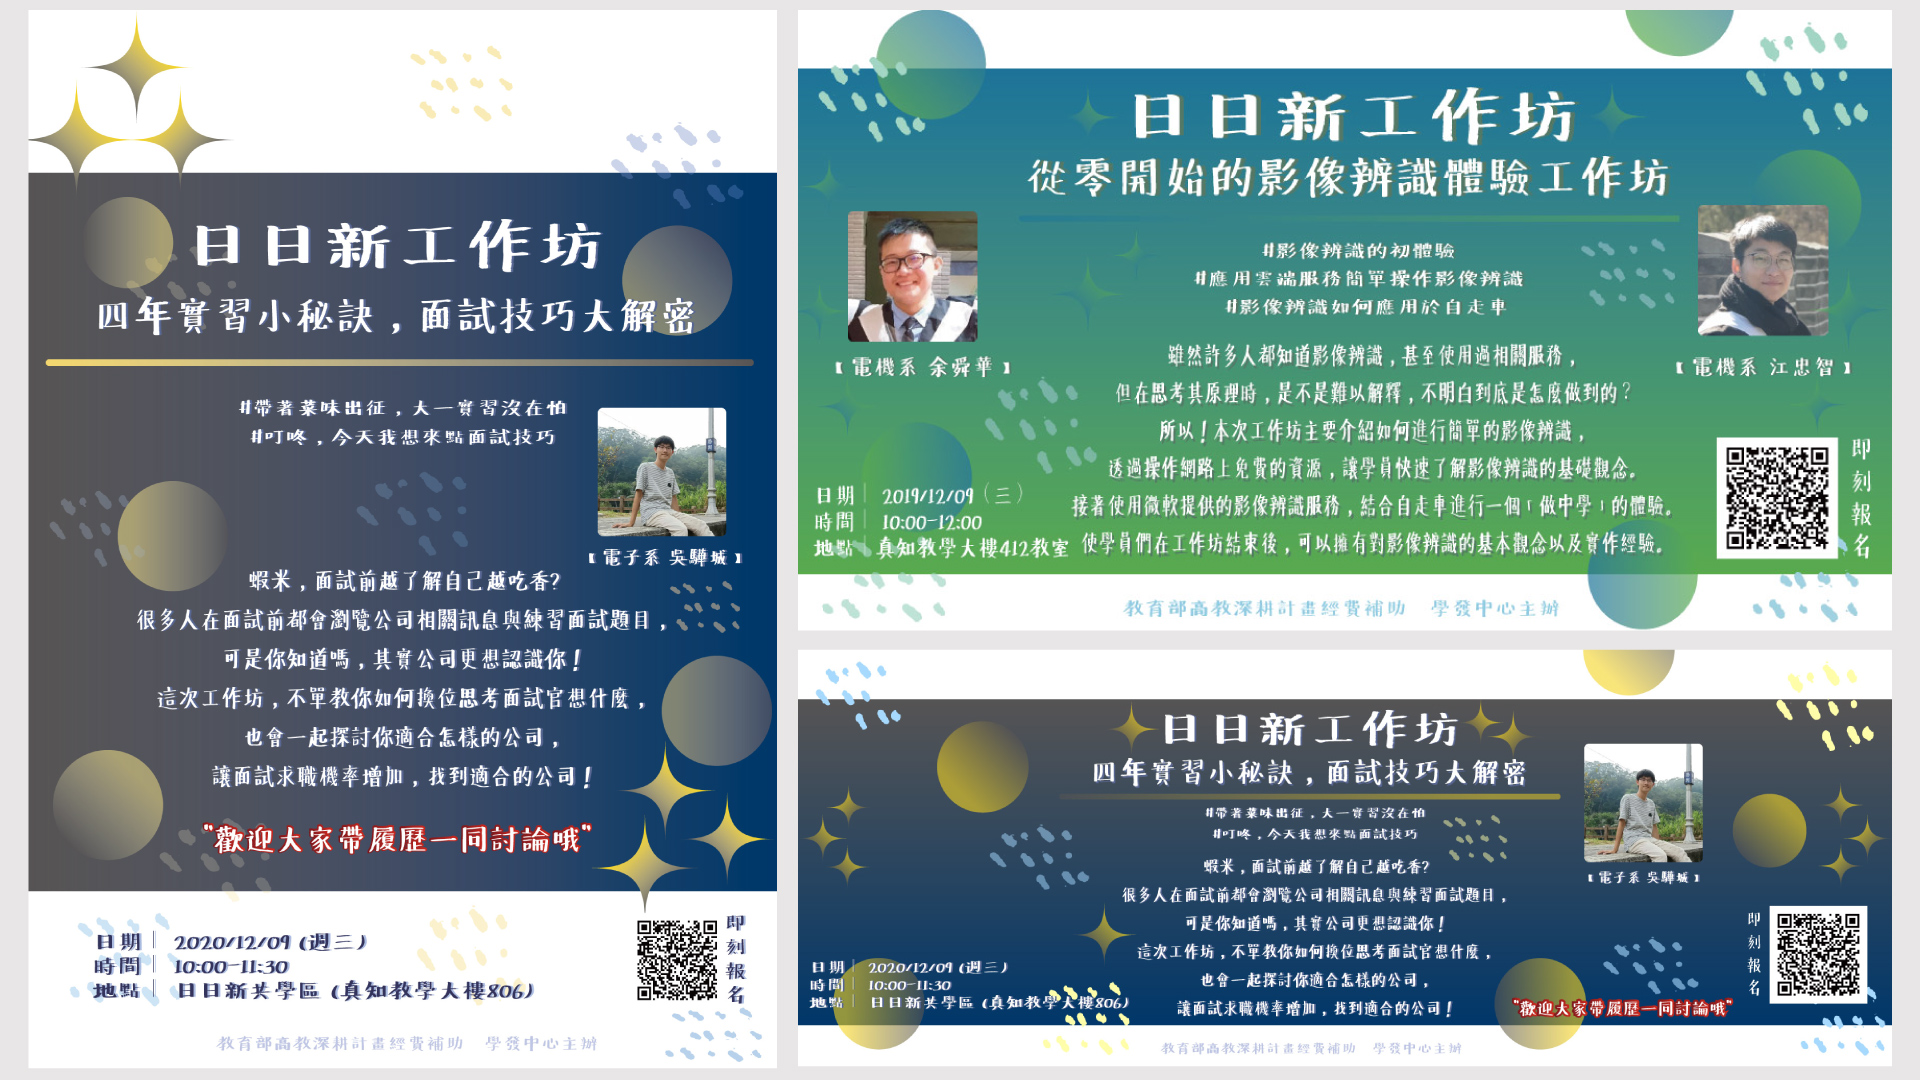 日日新工作坊
四年實習小秘訣，面試技巧大解密
#帶著菜味出征，大一實習沒在怕
#叮咚，今天我想來點面試技巧
【電子系 吳驊城】
蝦米，面試前越了解自己越吃香?
很多人在面試前都會瀏覽公司相關訊息與練習面試題目，
可是你知道嗎，其實公司更想認識你！
這次工作坊，不單教你如何換位思考面試官想什麼，
也會一起探討你適合怎樣的公司，
讓面試求職機率增加，找到適合的公司！
"歡迎大家帶履歷一同討論哦"
日期｜ 2020/12/09 (週三)
時間｜ 10:00-11:30
地點｜ 日日新共學區 (真知教學大樓806)
即刻報名
教育部高教深耕計畫經費補助 學發中心主辦
日日新工作坊
從零開始的影像辨識體驗工作坊
#影像辨識的初體驗
#應用雲端服務簡單操作影像辨識
#影像辨識如何應用於自走車
【電機系 余舜華】
【電機系 江忠智】
雖然許多人都知道影像辨識，甚至使用過相關服務，
但在思考其原理時，是不是難以解釋，不明白到底是怎麼做到的？
所以！本次工作坊主要介紹如何進行簡單的影像辨識，
透過操作網路上免費的資源，讓學員快速了解影像辨識的基礎觀念。
接著使用微軟提供的影像辨識服務，結合自走車進行一個「做中學」的體驗。
使學員們在工作坊結束後，可以擁有對影像辨識的基本觀念以及實作經驗。
日期｜ 2019/12/09（三）
時間｜ 10:00-12:00
地點｜ 真知教學大樓412教室
即刻報名
教育部高教深耕計畫經費補助 學發中心主辦
日日新工作坊
四年實習小秘訣，面試技巧大解密
#帶著菜味出征，大一實習沒在怕
#叮咚，今天我想來點面試技巧
【電子系 吳驊城】
蝦米，面試前越了解自己越吃香?
很多人在面試前都會瀏覽公司相關訊息與練習面試題目，
可是你知道嗎，其實公司更想認識你！
這次工作坊，不單教你如何換位思考面試官想什麼，
也會一起探討你適合怎樣的公司，
讓面試求職機率增加，找到適合的公司！
"歡迎大家帶履歷一同討論哦"
日期｜ 2020/12/09 (週三)
時間｜ 10:00-11:30
地點｜ 日日新共學區 (真知教學大樓806)
即刻報名
教育部高教深耕計畫經費補助 學發中心主辦